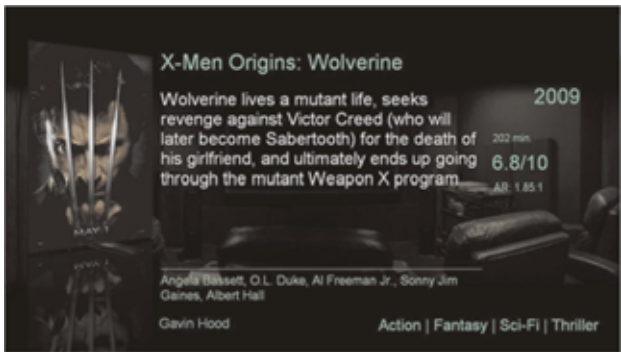 X-Men Origins: Wolverine
Wolverine lives a mutant life, seeks
revenge against Victor Creed (who will
later become Sabertooth) for the death of
his girlfriend, and ultimately ends up going
through the mutant Weapon X program.
2009
202 min.
6.8/10
AR: 1.85:1
MAY 1
Angela Bassett, O.L. Duke, Al Freeman Jr., Sonny Jim
Gaines, Albert Hall
Gavin Hood
Action | Fantasy | Sci-Fi | Thriller